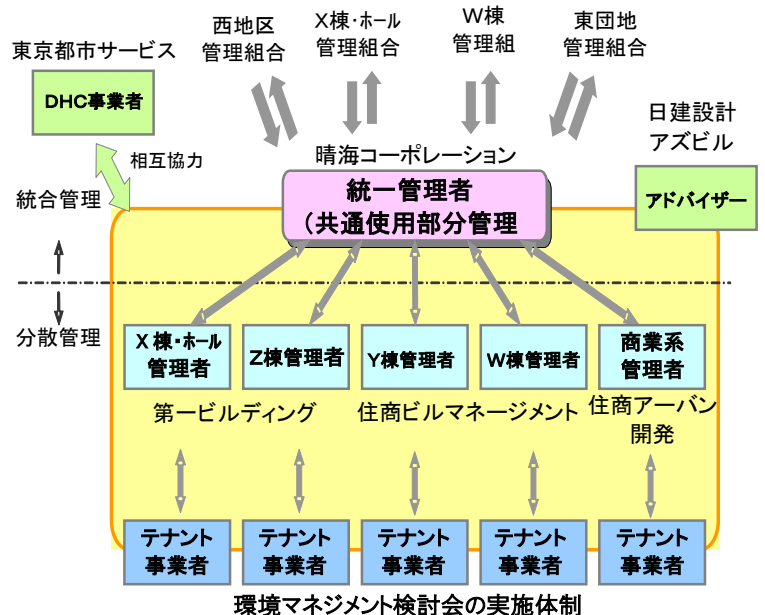 西地区
管理組合
X棟・ホール
管理組合
W棟
管理組
東団地
管理組合
東京都市サービス
DHC事業者
相互協力
日建設計
アズビル
アドバイザー
晴海コーポレーション
統一管理者
（共通使用部分管理
統合管理
分散管理
X棟・ホール
管理者
Z棟管理者
Y棟管理者
W棟管理者
商業系
管理者
第一ビルディング
住商ビルマネージメント
住商アーバン
開発
テナント
事業者
テナント
事業者
テナント
事業者
テナント
事業者
テナント
事業者
環境マネジメント検討会の実施体制